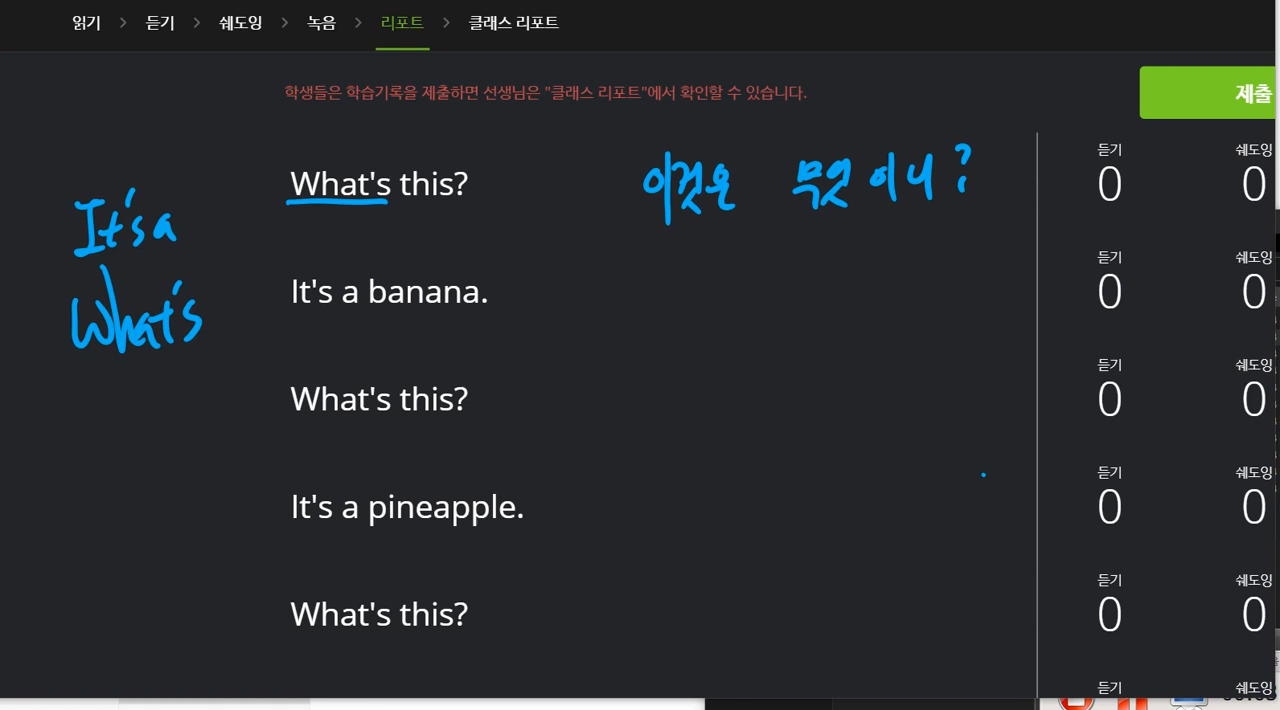 읽기 > 듣기 > 쉐도잉 > 녹음 > 리포트 > 클래스 리포트
학생들은 학습기록을 제출하면 선생님은 "클래스 리포트"에서 확인할 수 있습니다.
제출
듣기 쉐도잉
What's this? 이것은 무엇이니? 0 0
It's a
듣기 쉐도잉
It's a banana. 0 0
What's
듣기 쉐도잉
What's this? 0 0
듣기 쉐도잉
It's a pineapple. 0 0
듣기 쉐도잉
What's this? 0 0
듣기 쉐도잉